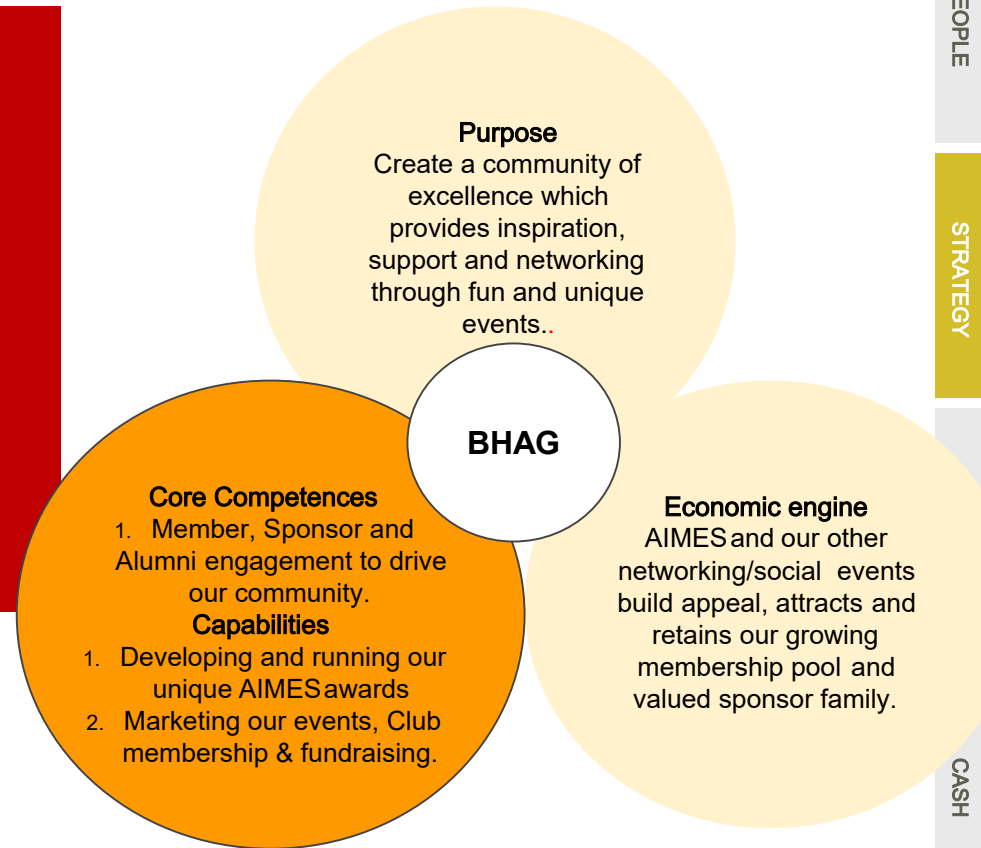 Purpose
Create a community of
excellence which
provides inspiration,
support and networking
through fun and unique
events..
BHAG
Core Competences
1. Member, Sponsor and
Alumni engagement to drive
our community.
Capabilities
1. Developing and running our
unique AIMES awards
2. Marketing our events, Club
membership & fundraising.
Economic engine
AIMES and our other
networking/social events
build appeal, attracts and
retains our growing
membership pool and
valued sponsor family.
STRATEGY
CASH